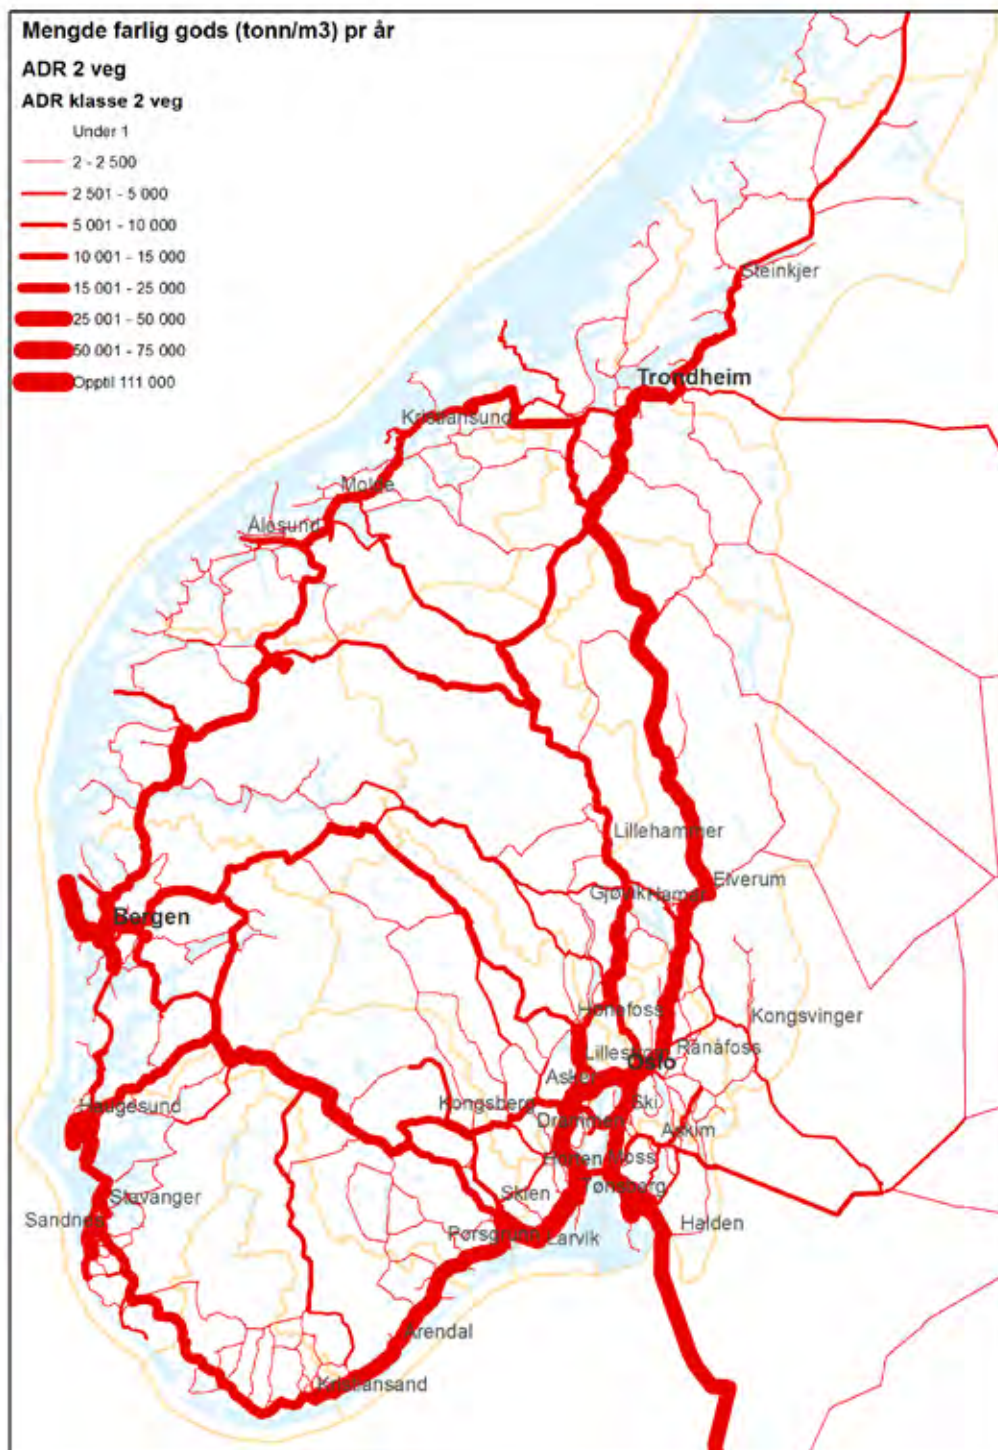 Mengde farlig gods (tonn/m3) pr år
ADR 2 veg
ADR klasse 2 veg
Under 1
2 - 2 500
2 501 - 5 000
5 001 - 10 000
10 001 - 15 000
15 001 - 25 000
25 001 - 50 000
50 001 - 75 000
Opptil 111 000
Steinkjer
Trondheim
Kristiansund
Molde
Ålesund
Lillehammer
Elverum
Gjøvik
Hamar
Bergen
Hønefoss
Kongsvinger
Lillestrøm
Rånåfoss
Oslo
Asker
Haugesund
Kongsberg
Ski
Drammen
Askim
Horten
Moss
Tønsberg
Skien
Stavanger
Sandnes
Halden
Porsgrunn
Larvik
Arendal
Kristiansand